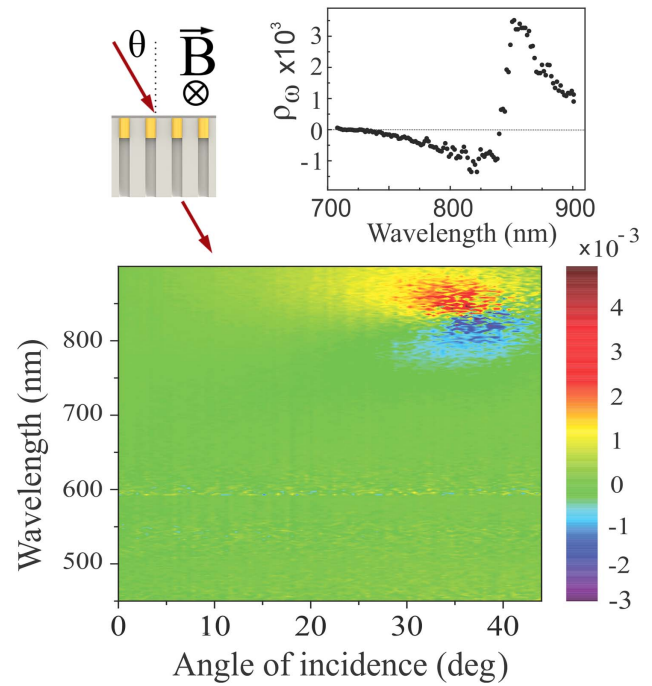 θ
B
ρω ×10³
3
2
1
0
-1
700 800 900
Wavelength (nm)
×10⁻³
Wavelength (nm)
800
700
600
500
0 10 20 30 40
Angle of incidence (deg)
4
3
2
1
0
-1
-2
-3